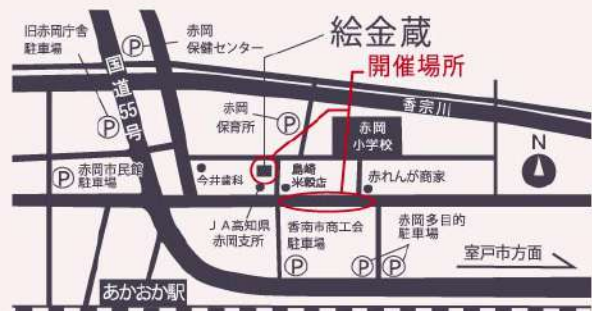 旧赤岡庁舎
駐車場
P
国道55号
P
赤岡
保健センター
絵金蔵
開催場所
香宗川
赤岡
保育所
P
赤岡
小学校
N
P
赤岡市民館
駐車場
今井歯科
島崎
米穀店
赤れんが商家
JA高知県
赤岡支所
香南市商工会
駐車場
P
赤岡多目的
駐車場
P
P
室戸市方面
あかおか駅